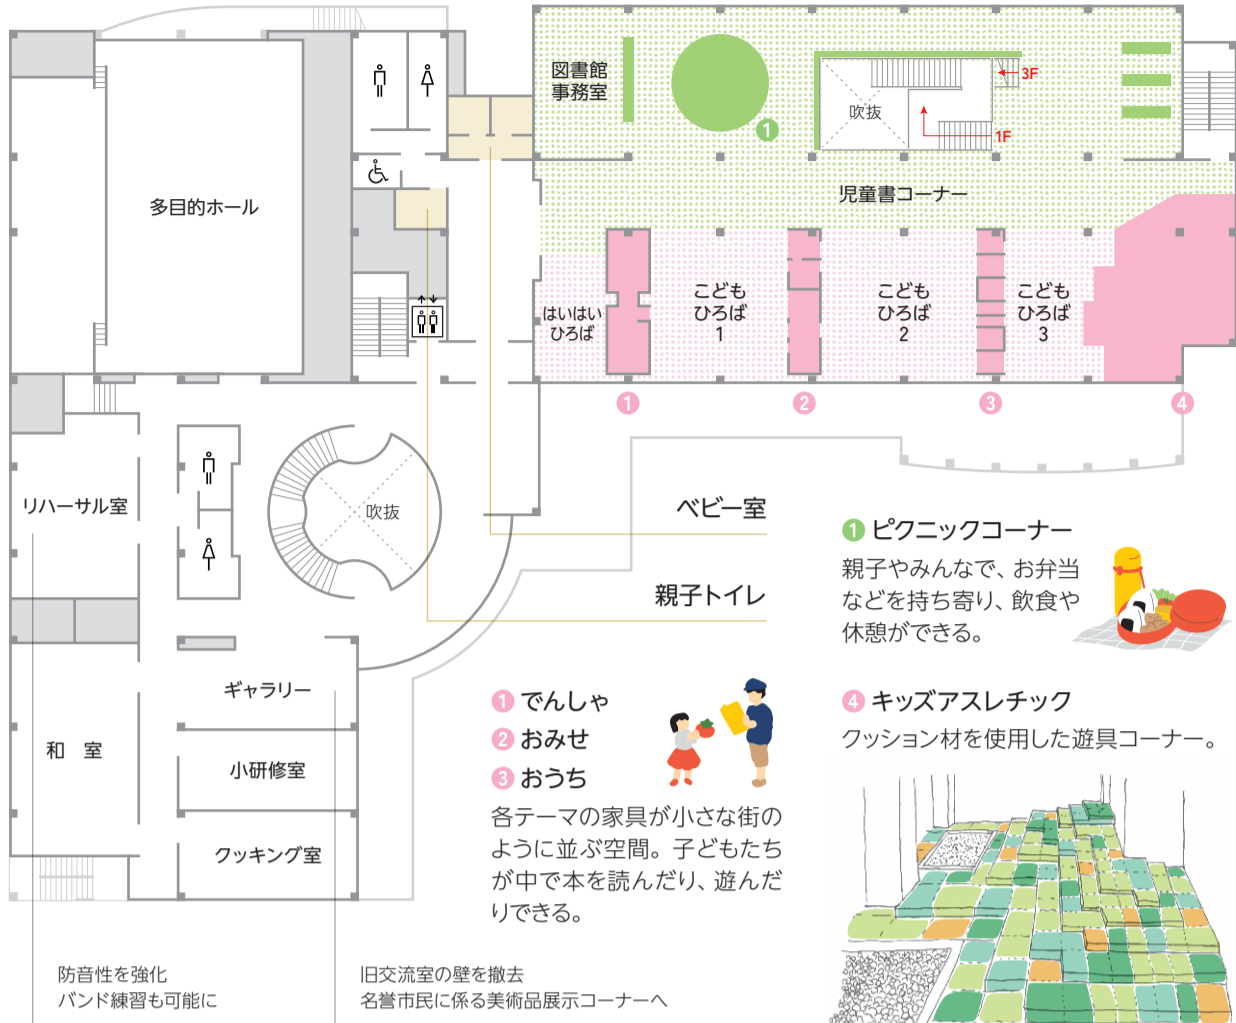 図書館
事務室
1
吹抜
3F
1F
児童書コーナー
多目的ホール
はいはい
ひろば
こども
ひろば
1
こども
ひろば
2
こども
ひろば
3
1
2
3
4
リハーサル室
吹抜
ベビー室
親子トイレ
ギャラリー
和 室
小研修室
クッキング室
1 ピクニックコーナー
親子やみんなで、お弁当
などを持ち寄り、飲食や
休憩ができる。
1 でんしゃ
2 おみせ
3 おうち
各テーマの家具が小さな街の
ように並ぶ空間。子どもたち
が中で本を読んだり、遊んだ
りできる。
4 キッズアスレチック
クッション材を使用した遊具コーナー。
防音性を強化
バンド練習も可能に
旧交流室の壁を撤去
名誉市民に係る美術品展示コーナーへ